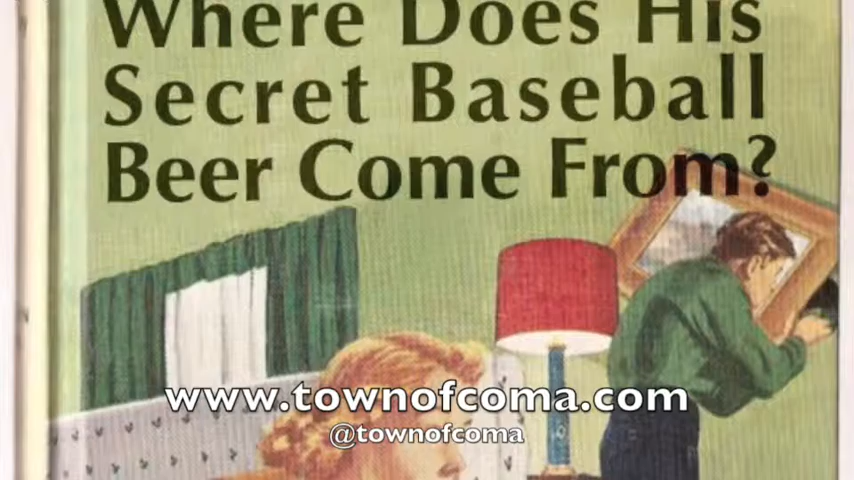 Where Does His
Secret Baseball
Beer Come From?
www.townofcoma.com
@townofcoma